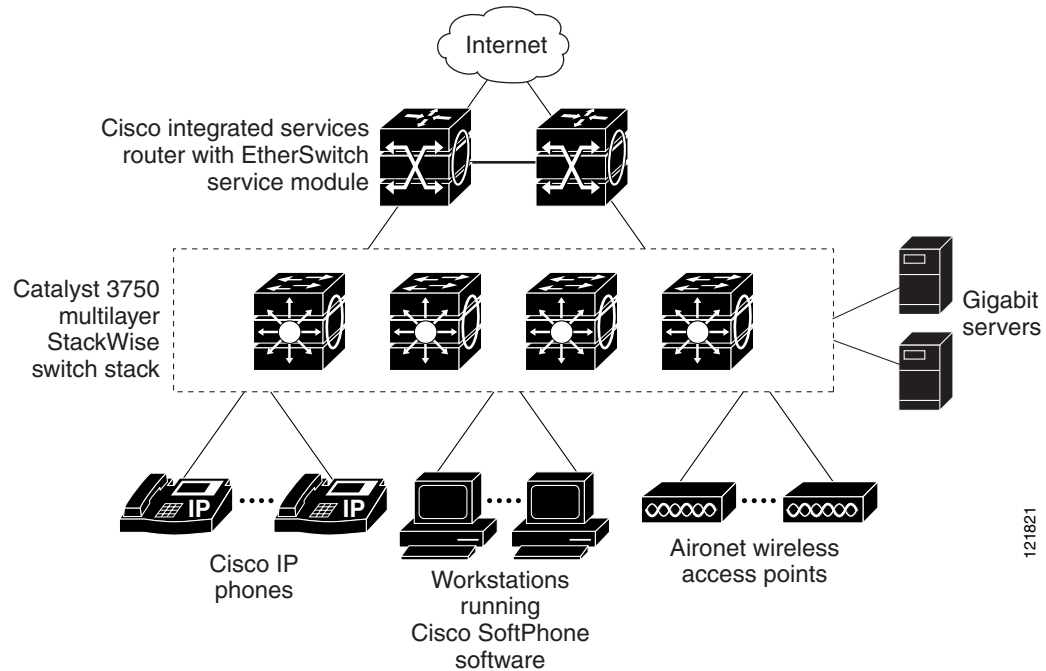 Internet
Cisco integrated services
router with EtherSwitch
service module
Catalyst 3750
multilayer
StackWise
switch stack
Gigabit
servers
IP
IP
Cisco IP
phones
Workstations
running
Cisco SoftPhone
software
Aironet wireless
access points
121821